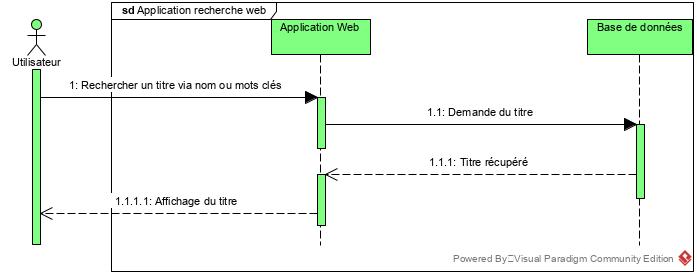 sd Application recherche web
Application Web
Base de données
Utilisateur
1: Rechercher un titre via nom ou mots clés
1.1: Demande du titre
1.1.1: Titre récupéré
1.1.1.1: Affichage du titre
Powered By Visual Paradigm Community Edition